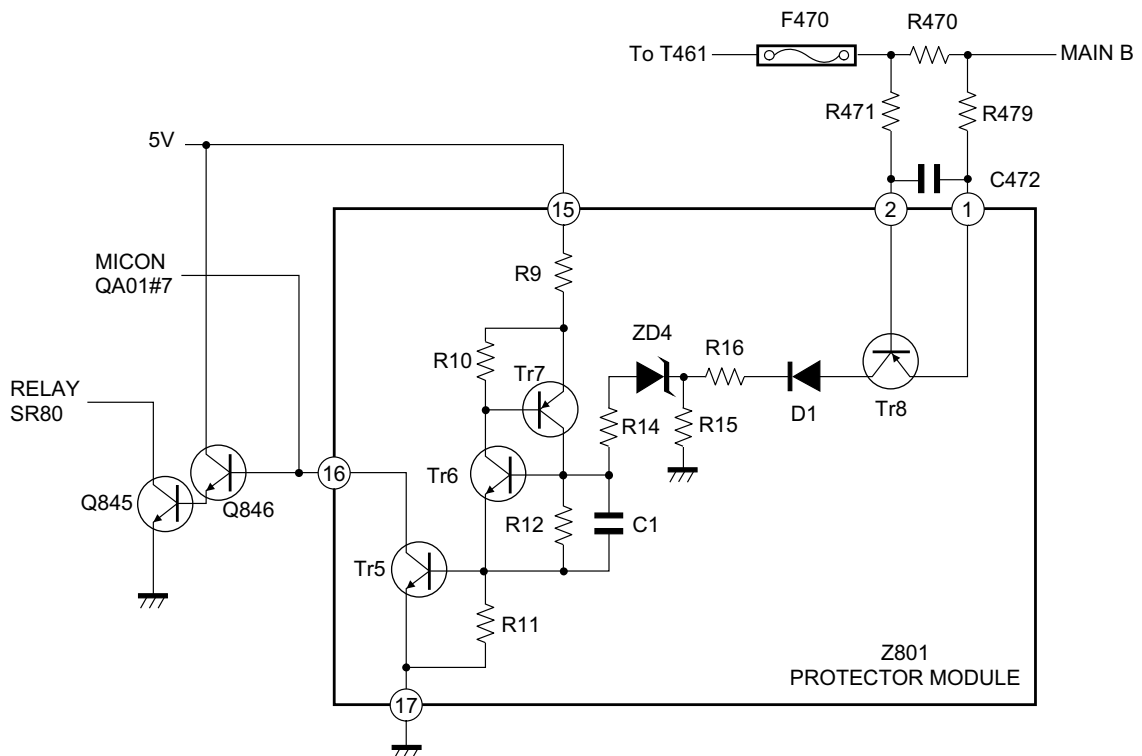 F470
R470
To T461
MAIN B
R471
R479
5V
C472
15
2
1
MICON
QA01#7
R9
ZD4
R16
R10
Tr7
RELAY
SR80
R14
R15
D1
Tr8
Tr6
16
Q845
Q846
R12
C1
Tr5
R11
Z801
PROTECTOR MODULE
17